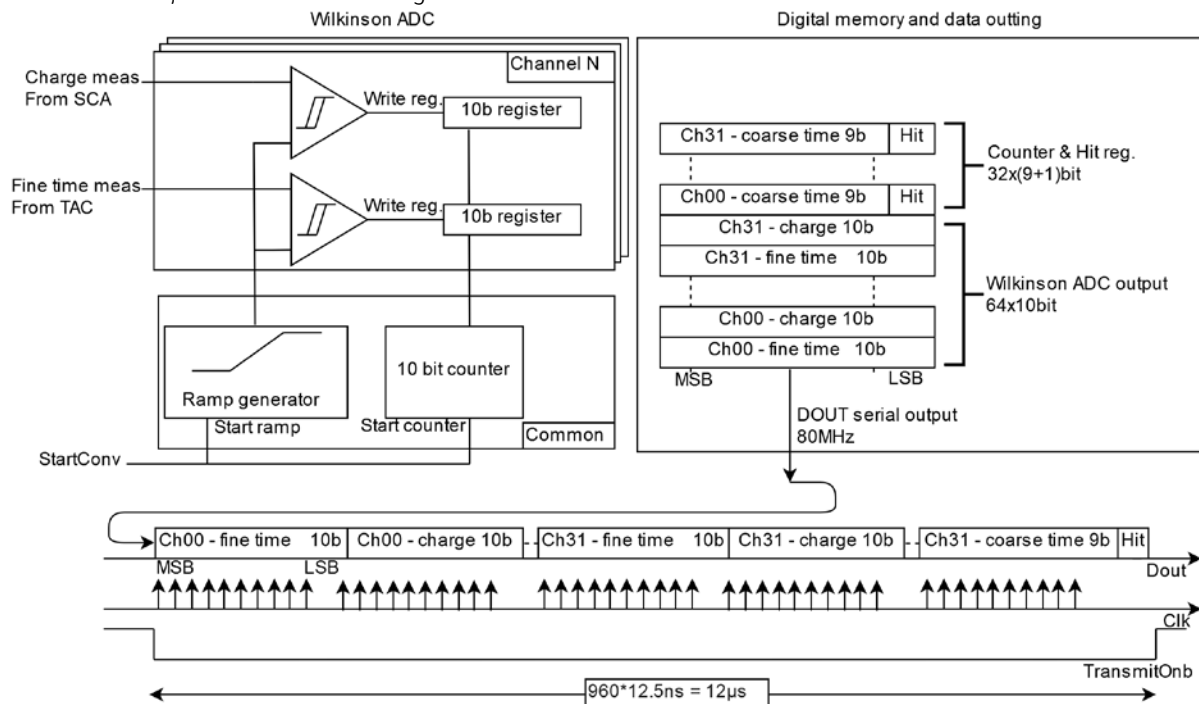 Wilkinson ADC
Digital memory and data outting
Channel N
Charge meas
From SCA
Write reg.
10b register
Fine time meas
From TAC
Write reg.
10b register
Ramp generator
Start ramp
10 bit counter
Start counter
Common
StartConv
Ch31 - coarse time 9b
Hit
Ch00 - coarse time 9b
Hit
Ch31 - charge 10b
Ch31 - fine time 10b
Ch00 - charge 10b
Ch00 - fine time 10b
MSB
LSB
Counter & Hit reg.
32x(9+1)bit
Wilkinson ADC output
64x10bit
DOUT serial output
80MHz
Ch00 - fine time 10b
Ch00 - charge 10b
Ch31 - fine time 10b
Ch31 - charge 10b
Ch31 - coarse time 9b
Hit
MSB
LSB
Dout
Clk
TransmitOnb
960*12.5ns = 12µs